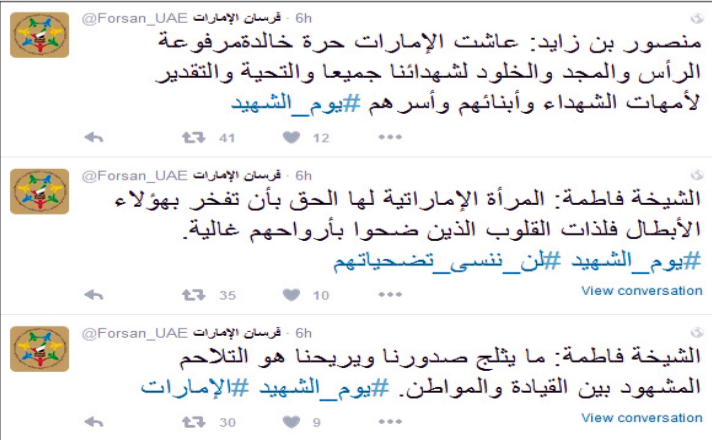 @Forsan_UAE فرسان الإمارات · 6h
منصور بن زايد: عاشت الإمارات حرة خالدةمرفوعة
الرأس والمجد والخلود لشهدائنا جميعا والتحية والتقدير
لأمهات الشهداء وأبنائهم وأسرهم #يوم_الشهيد
41 12
@Forsan_UAE فرسان الإمارات · 6h
الشيخة فاطمة: المرأة الإماراتية لها الحق بأن تفخر بهؤلاء
الأبطال فلذات القلوب الذين ضحوا بأرواحهم غالية.
#يوم_الشهيد #لن_ننسى_تضحياتهم
35 10 View conversation
@Forsan_UAE فرسان الإمارات · 6h
الشيخة فاطمة: ما يثلج صدورنا ويريحنا هو التلاحم
المشهود بين القيادة والمواطن. #يوم_الشهيد #الإمارات
30 9 View conversation